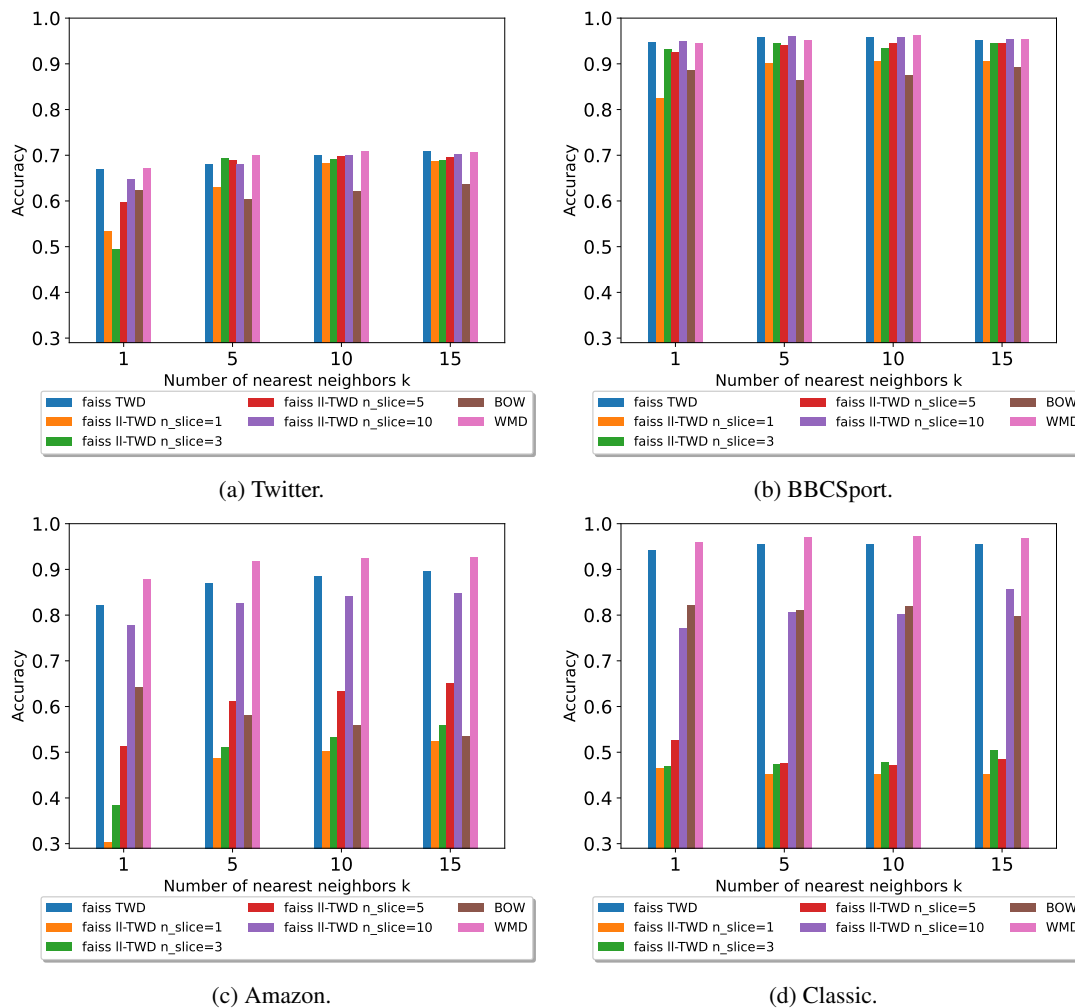 1.0
0.9
0.8
0.7
0.6
0.5
0.4
0.3
Accuracy
1 5 10 15
Number of nearest neighbors k
faiss TWD faiss ll-TWD n_slice=5 BOW
faiss ll-TWD n_slice=1 faiss ll-TWD n_slice=10 WMD
faiss ll-TWD n_slice=3
(a) Twitter.
1.0
0.9
0.8
0.7
0.6
0.5
0.4
0.3
Accuracy
1 5 10 15
Number of nearest neighbors k
faiss TWD faiss ll-TWD n_slice=5 BOW
faiss ll-TWD n_slice=1 faiss ll-TWD n_slice=10 WMD
faiss ll-TWD n_slice=3
(b) BBCSport.
1.0
0.9
0.8
0.7
0.6
0.5
0.4
0.3
Accuracy
1 5 10 15
Number of nearest neighbors k
faiss TWD faiss ll-TWD n_slice=5 BOW
faiss ll-TWD n_slice=1 faiss ll-TWD n_slice=10 WMD
faiss ll-TWD n_slice=3
(c) Amazon.
1.0
0.9
0.8
0.7
0.6
0.5
0.4
0.3
Accuracy
1 5 10 15
Number of nearest neighbors k
faiss TWD faiss ll-TWD n_slice=5 BOW
faiss ll-TWD n_slice=1 faiss ll-TWD n_slice=10 WMD
faiss ll-TWD n_slice=3
(d) Classic.